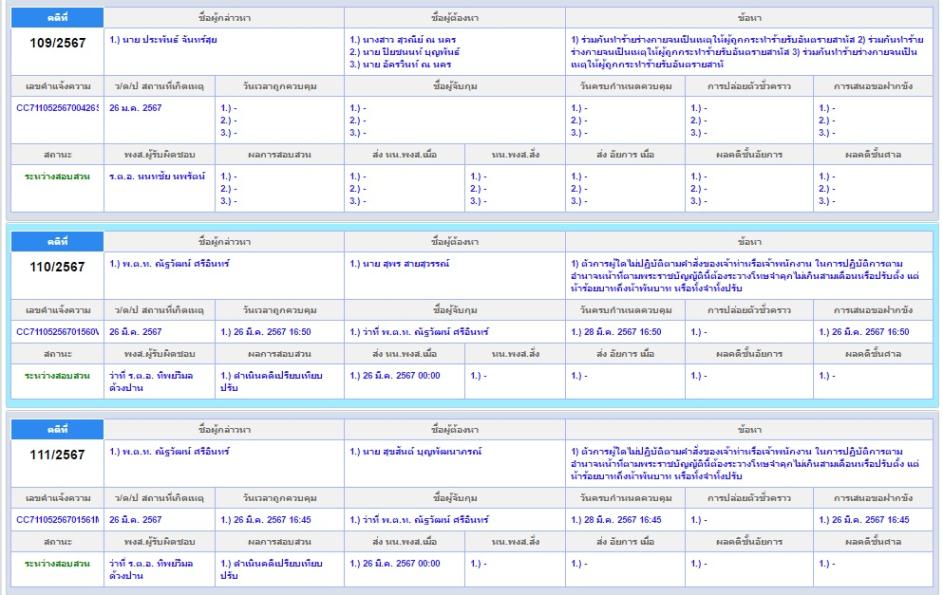 คดีที่ ชื่อผู้กล่าวหา ชื่อผู้ต้องหา ข้อหา
109/2567 1.) นาย ประพันธ์ จันทร์สุย 1.) นางสาว สุวณีย์ ณ นคร 1) ร่วมกันทำร้ายร่างกายจนเป็นเหตุให้ผู้ถูกกระทำร้ายรับอันตรายสาหัส 2) ร่วมกันทำร้าย
2.) นาย ปิยชนนท์ บุญพันธ์ ร่างกายจนเป็นเหตุให้ผู้ถูกกระทำร้ายรับอันตรายสาหัส 3) ร่วมกันทำร้ายร่างกายจนเป็น
3.) นาย อัครวินท์ ณ นคร เหตุให้ผู้ถูกกระทำร้ายรับอันตรายสาหั
เลขคำแจ้งความ ว/ด/ป สถานที่เกิดเหตุ วันเวลาถูกควบคุม ชื่อผู้จับกุม วันครบกำหนดควบคุม การปล่อยตัวชั่วคราว การเสนอขอฝากขัง
CC7110525670042 26 ม.ค. 2567 1.) - 1.) - 1.) - 1.) - 1.) -
2.) - 2.) - 2.) - 2.) - 2.) -
3.) - 3.) - 3.) - 3.) - 3.) -
สถานะ พงส.ผู้รับผิดชอบ ผลการสอบสวน ส่ง หน.พงส.เมื่อ หน.พงส.สั่ง ส่ง อัยการ เมื่อ ผลคดีชั้นอัยการ ผลคดีชั้นศาล
ระหว่างสอบสวน ร.ต.อ. นนทชัย นพรัตน์ 1.) - 1.) - 1.) - 1.) - 1.) - 1.) -
2.) - 2.) - 2.) - 2.) - 2.) - 2.) -
3.) - 3.) - 3.) - 3.) - 3.) - 3.) -
คดีที่ ชื่อผู้กล่าวหา ชื่อผู้ต้องหา ข้อหา
110/2567 1.) พ.ต.ท. ณัฐวัฒน์ ศรีอินทร์ 1.) นาย สุพร สายสุวรรณ์ 1) ตัวการผู้ใดไม่ปฏิบัติตามคำสั่งของเจ้าท่าหรือเจ้าพนักงาน ในการปฏิบัติการตาม
อำนาจหน้าที่ตามพระราชบัญญัตินี้ต้องระวางโทษจำคุกไม่เกินสามเดือนหรือปรับตั้ง แต่
ห้าร้อยบาทถึงห้าพันบาท หรือทั้งจำทั้งปรับ
เลขคำแจ้งความ ว/ด/ป สถานที่เกิดเหตุ วันเวลาถูกควบคุม ชื่อผู้จับกุม วันครบกำหนดควบคุม การปล่อยตัวชั่วคราว การเสนอขอฝากขัง
CC71105256701560 26 มี.ค. 2567 1.) 26 มี.ค. 2567 16:50 1.) ว่าที่ พ.ต.ท. ณัฐวัฒน์ ศรีอินทร์ 1.) 28 มี.ค. 2567 16:50 1.) - 1.) 26 มี.ค. 2567 16:50
สถานะ พงส.ผู้รับผิดชอบ ผลการสอบสวน ส่ง หน.พงส.เมื่อ หน.พงส.สั่ง ส่ง อัยการ เมื่อ ผลคดีชั้นอัยการ ผลคดีชั้นศาล
ระหว่างสอบสวน ว่าที่ ร.ต.อ. ทิพย์วิมล 1.) ดำเนินคดีเปรียบเทียบ 1.) 26 มี.ค. 2567 00:00 1.) - 1.) - 1.) - 1.) -
ด้วงปาน ปรับ
คดีที่ ชื่อผู้กล่าวหา ชื่อผู้ต้องหา ข้อหา
111/2567 1.) พ.ต.ท. ณัฐวัฒน์ ศรีอินทร์ 1.) นาย สุขสันต์ บุญพัฒนาภรณ์ 1) ตัวการผู้ใดไม่ปฏิบัติตามคำสั่งของเจ้าท่าหรือเจ้าพนักงาน ในการปฏิบัติการตาม
อำนาจหน้าที่ตามพระราชบัญญัตินี้ต้องระวางโทษจำคุกไม่เกินสามเดือนหรือปรับตั้ง แต่
ห้าร้อยบาทถึงห้าพันบาท หรือทั้งจำทั้งปรับ
เลขคำแจ้งความ ว/ด/ป สถานที่เกิดเหตุ วันเวลาถูกควบคุม ชื่อผู้จับกุม วันครบกำหนดควบคุม การปล่อยตัวชั่วคราว การเสนอขอฝากขัง
CC71105256701561 26 มี.ค. 2567 1.) 26 มี.ค. 2567 16:45 1.) ว่าที่ พ.ต.ท. ณัฐวัฒน์ ศรีอินทร์ 1.) 28 มี.ค. 2567 16:45 1.) - 1.) 26 มี.ค. 2567 16:45
สถานะ พงส.ผู้รับผิดชอบ ผลการสอบสวน ส่ง หน.พงส.เมื่อ หน.พงส.สั่ง ส่ง อัยการ เมื่อ ผลคดีชั้นอัยการ ผลคดีชั้นศาล
ระหว่างสอบสวน ว่าที่ ร.ต.อ. ทิพย์วิมล 1.) ดำเนินคดีเปรียบเทียบ 1.) 26 มี.ค. 2567 00:00 1.) - 1.) - 1.) - 1.) -
ด้วงปาน ปรับ